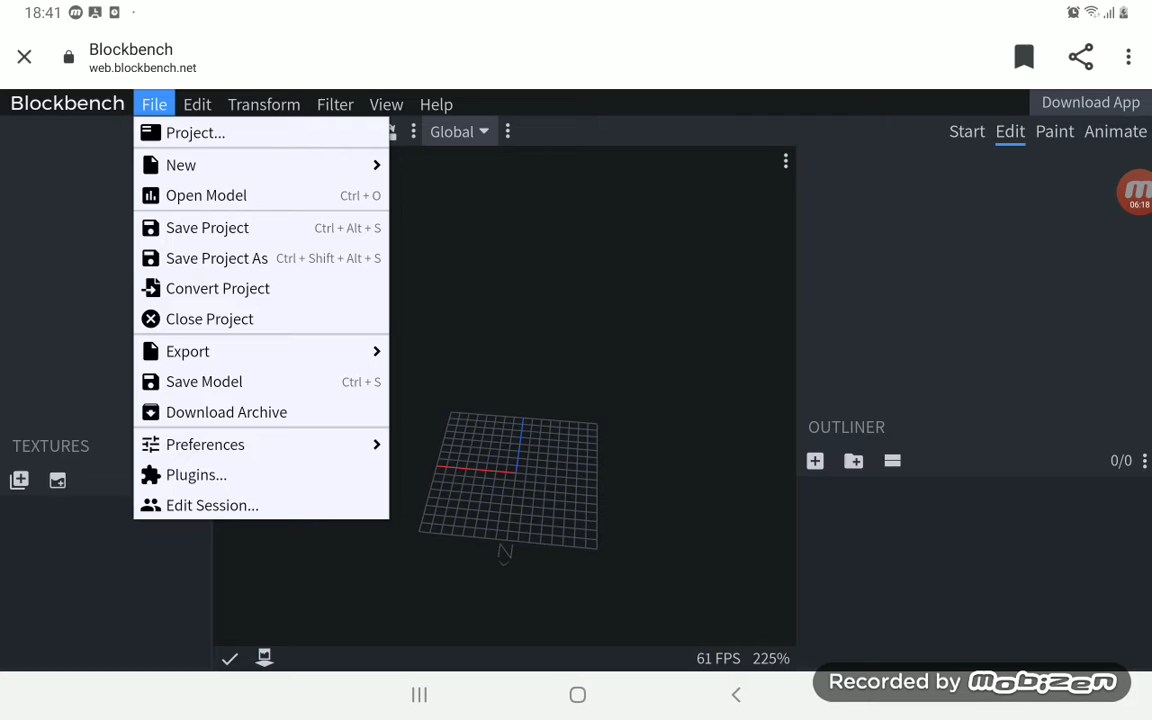 18:41
Blockbench
web.blockbench.net
Blockbench File Edit Transform Filter View Help Download App
Global Start Edit Paint Animate
Project...
New
Open Model Ctrl + O
Save Project Ctrl + Alt + S
Save Project As Ctrl + Shift + Alt + S
Convert Project
Close Project
Export
Save Model Ctrl + S
Download Archive
Preferences
Plugins...
Edit Session...
06:18
TEXTURES
OUTLINER
0/0
N
61 FPS 225%
Recorded by mobizen